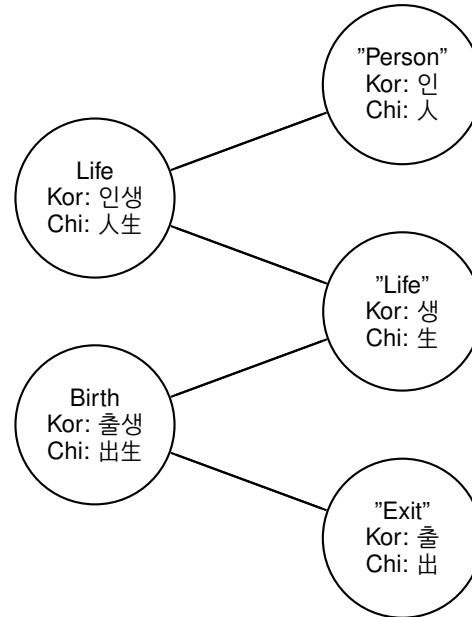 ”Person”
Kor: 인
Chi: 人
Life
Kor: 인생
Chi: 人生
”Life”
Kor: 생
Chi: 生
Birth
Kor: 출생
Chi: 出生
”Exit”
Kor: 출
Chi: 出